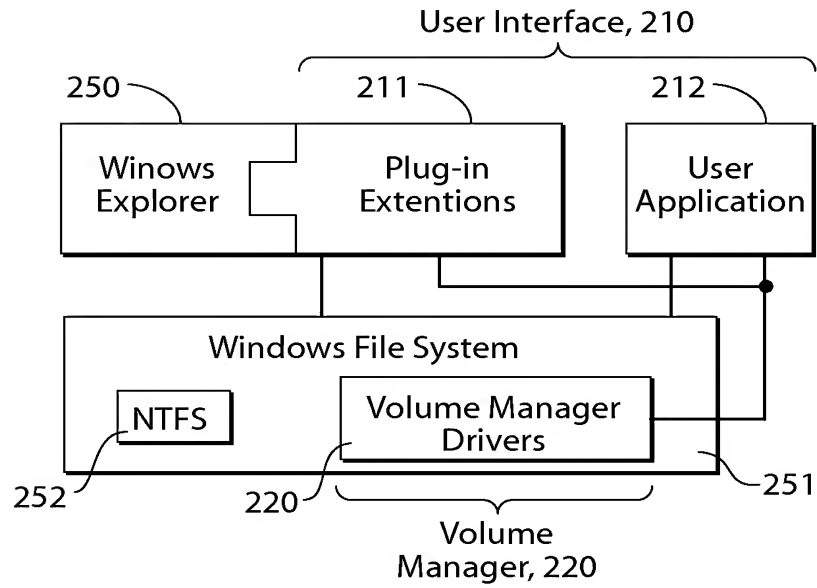 User Interface, 210
250
211
212
Winows
Explorer
Plug-in
Extentions
User
Application
Windows File System
NTFS
Volume Manager
Drivers
252
220
251
Volume
Manager, 220